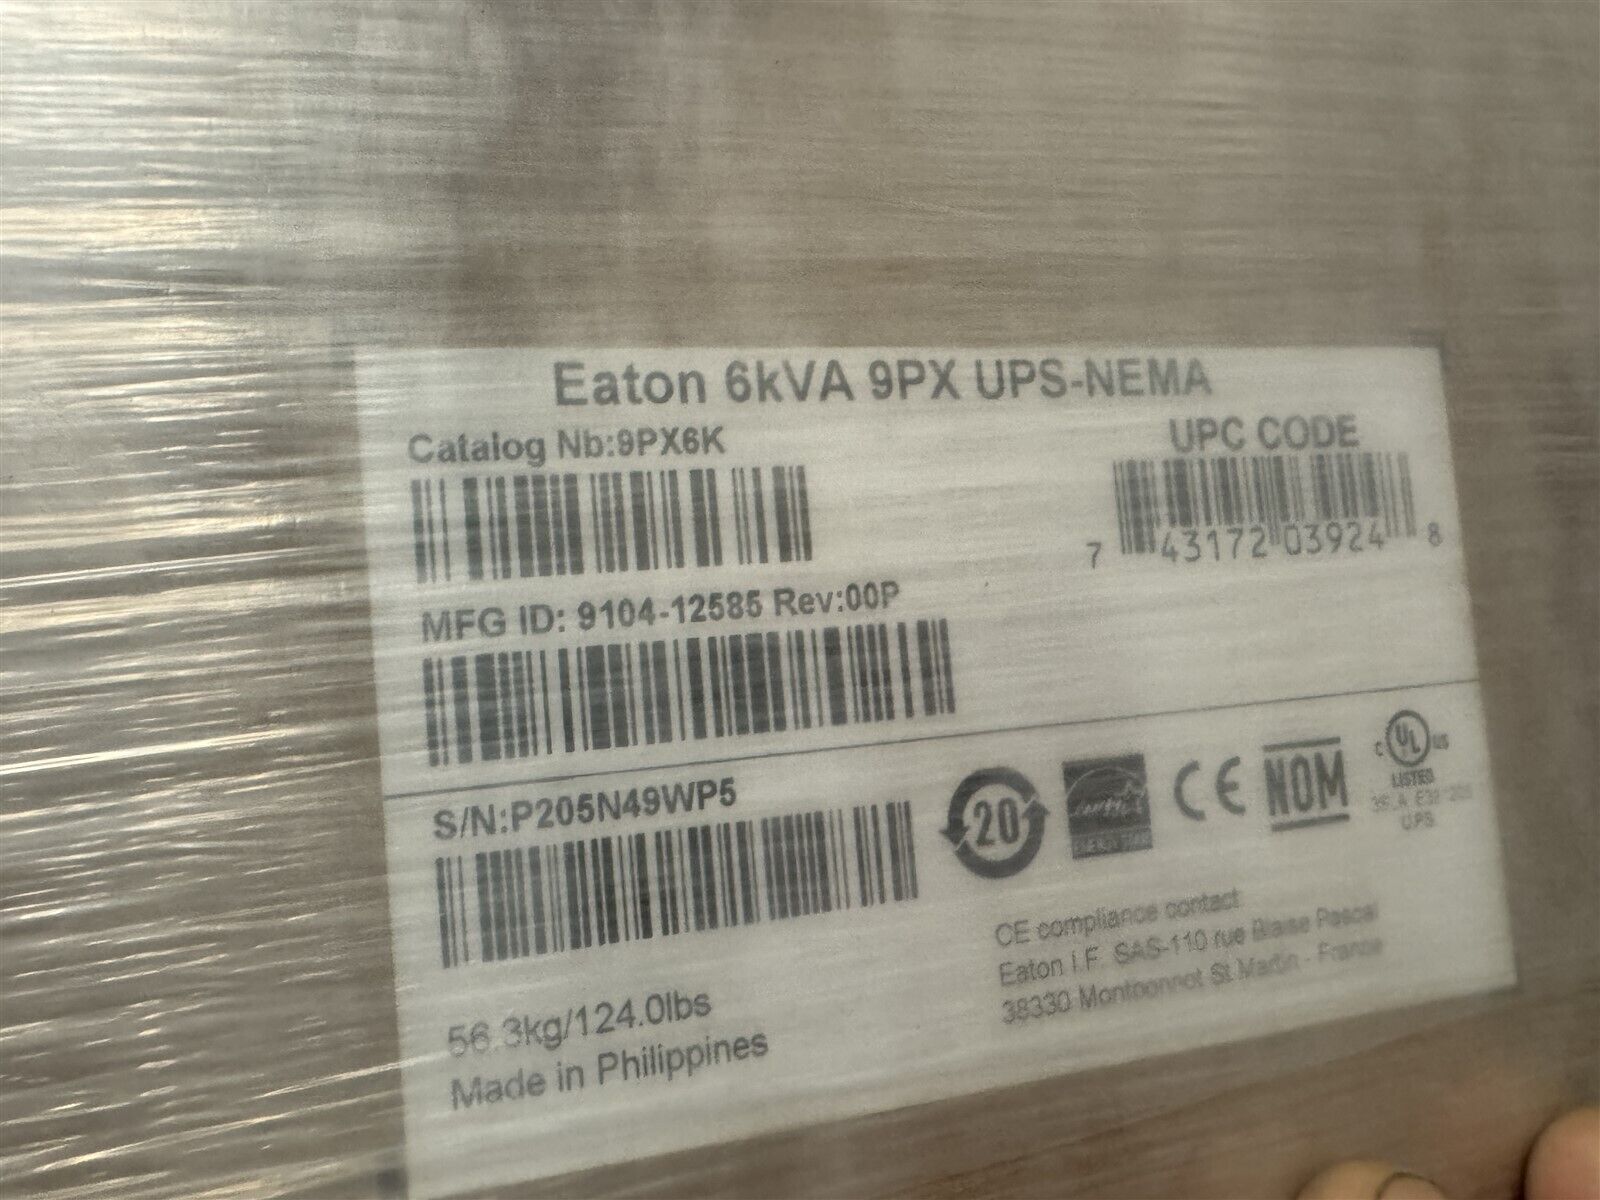 Eaton 6kVA 9PX UPS-NEMA
Catalog Nb:9PX6K
UPC CODE
7 43172 03924 8
MFG ID: 9104-12585 Rev:00P
S/N:P205N49WP5
20
CE
NOM
C UL US
LISTED
UPS
CE compliance contact
Eaton I.F. SAS-110 rue Blaise Pascal
38330 Montbonnot St Martin - France
56.3kg/124.0lbs
Made in Philippines